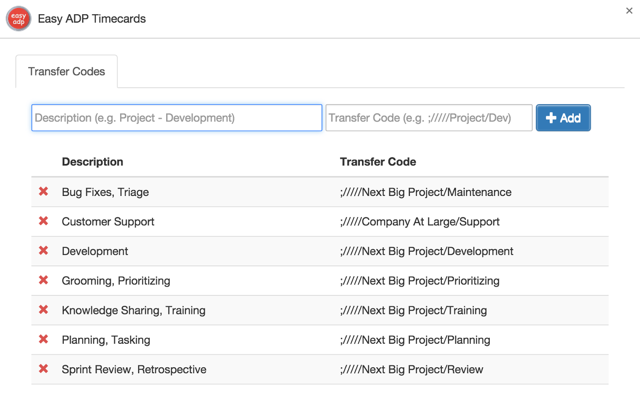 easy adp
Easy ADP Timecards
×
Transfer Codes
Description (e.g. Project - Development) Transfer Code (e.g. ;/////Project/Dev) + Add
Description Transfer Code
Bug Fixes, Triage ;/////Next Big Project/Maintenance
Customer Support ;/////Company At Large/Support
Development ;/////Next Big Project/Development
Grooming, Prioritizing ;/////Next Big Project/Prioritizing
Knowledge Sharing, Training ;/////Next Big Project/Training
Planning, Tasking ;/////Next Big Project/Planning
Sprint Review, Retrospective ;/////Next Big Project/Review